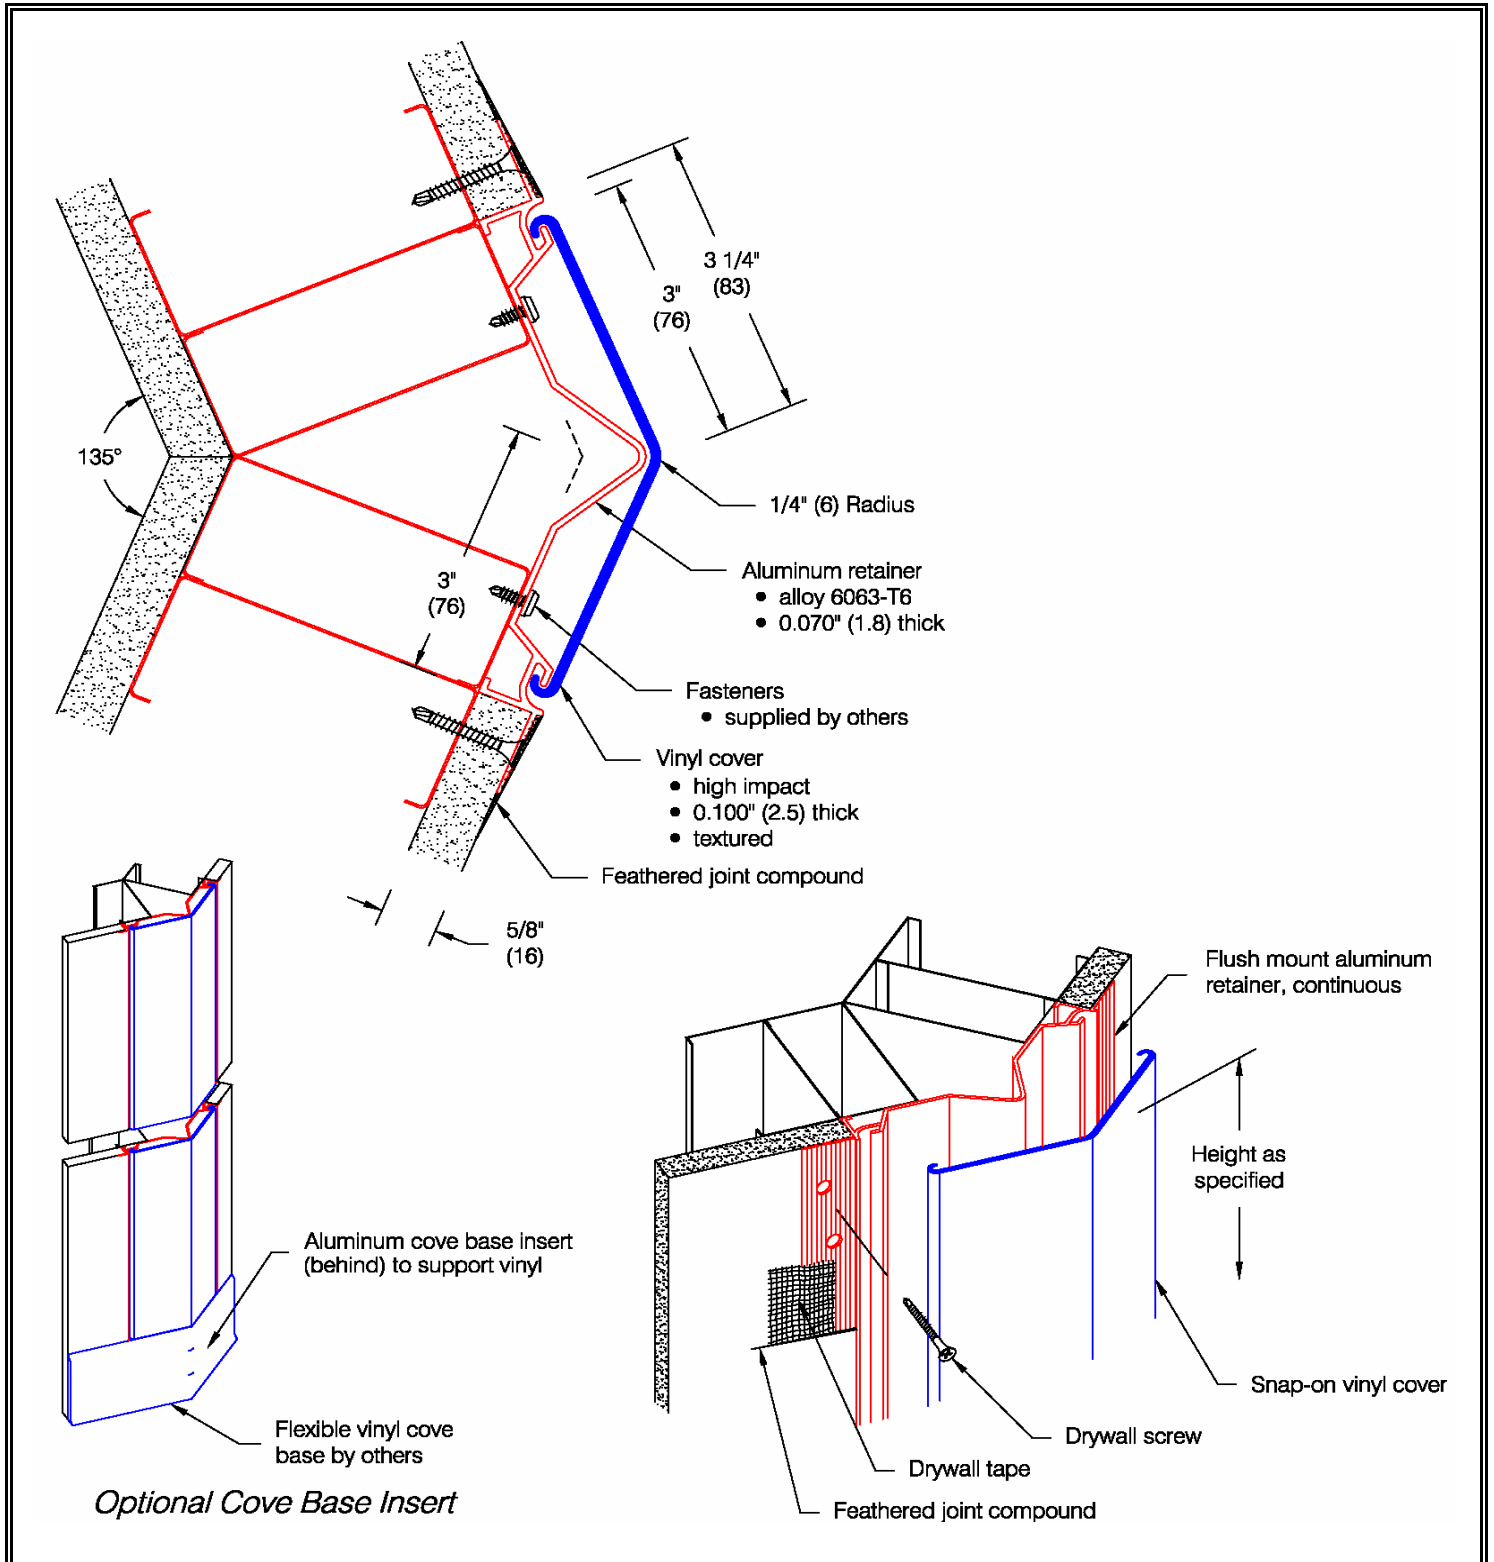 3 1/4"
(83)
3"
(76)
135°
1/4" (6) Radius
Aluminum retainer
• alloy 6063-T6
• 0.070" (1.8) thick
3"
(76)
Fasteners
• supplied by others
Vinyl cover
• high impact
• 0.100" (2.5) thick
• textured
Feathered joint compound
5/8"
(16)
Flush mount aluminum
retainer, continuous
Height as
specified
Aluminum cove base insert
(behind) to support vinyl
Snap-on vinyl cover
Flexible vinyl cove
base by others
Drywall screw
Drywall tape
Optional Cove Base Insert
Feathered joint compound